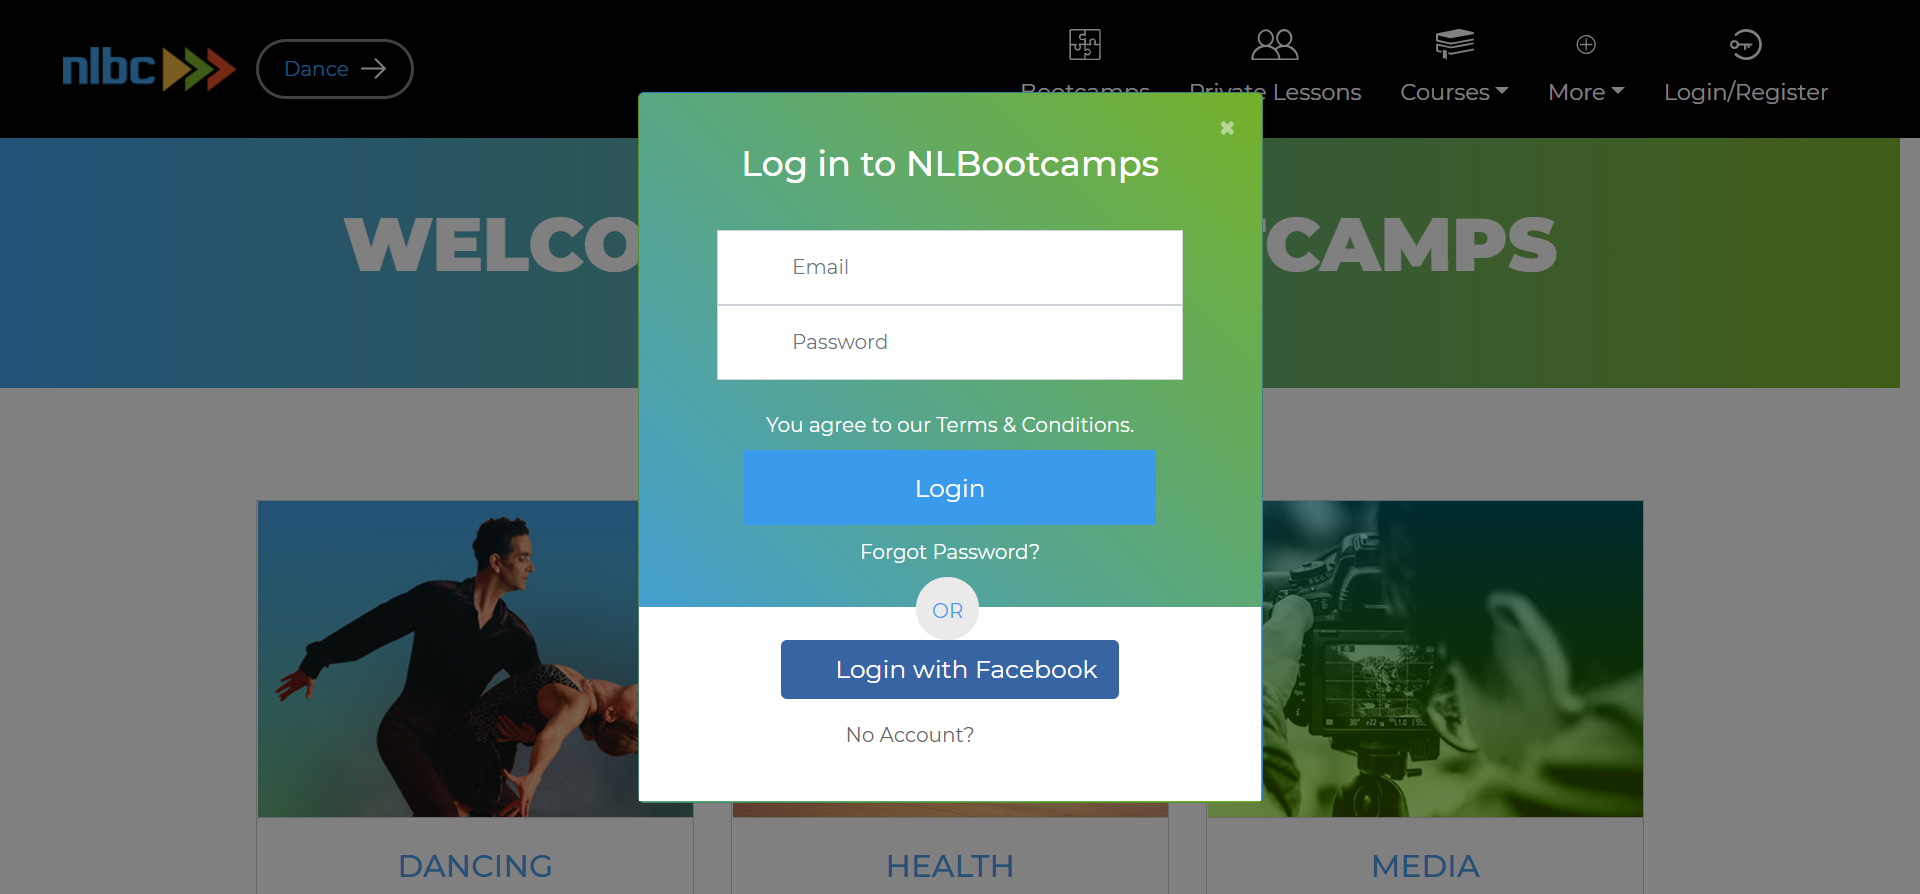 nlbc
Dance
Bootcamps
Private Lessons
Courses
More
Login/Register
WELCO
TCAMPS
Log in to NLBootcamps
Email
Password
You agree to our Terms & Conditions.
Login
Forgot Password?
OR
Login with Facebook
No Account?
DANCING
HEALTH
MEDIA